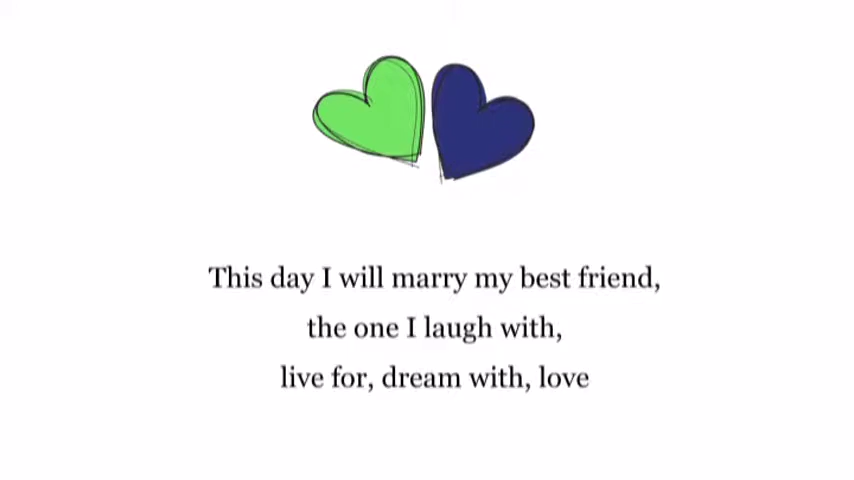 This day I will marry my best friend,
the one I laugh with,
live for, dream with, love